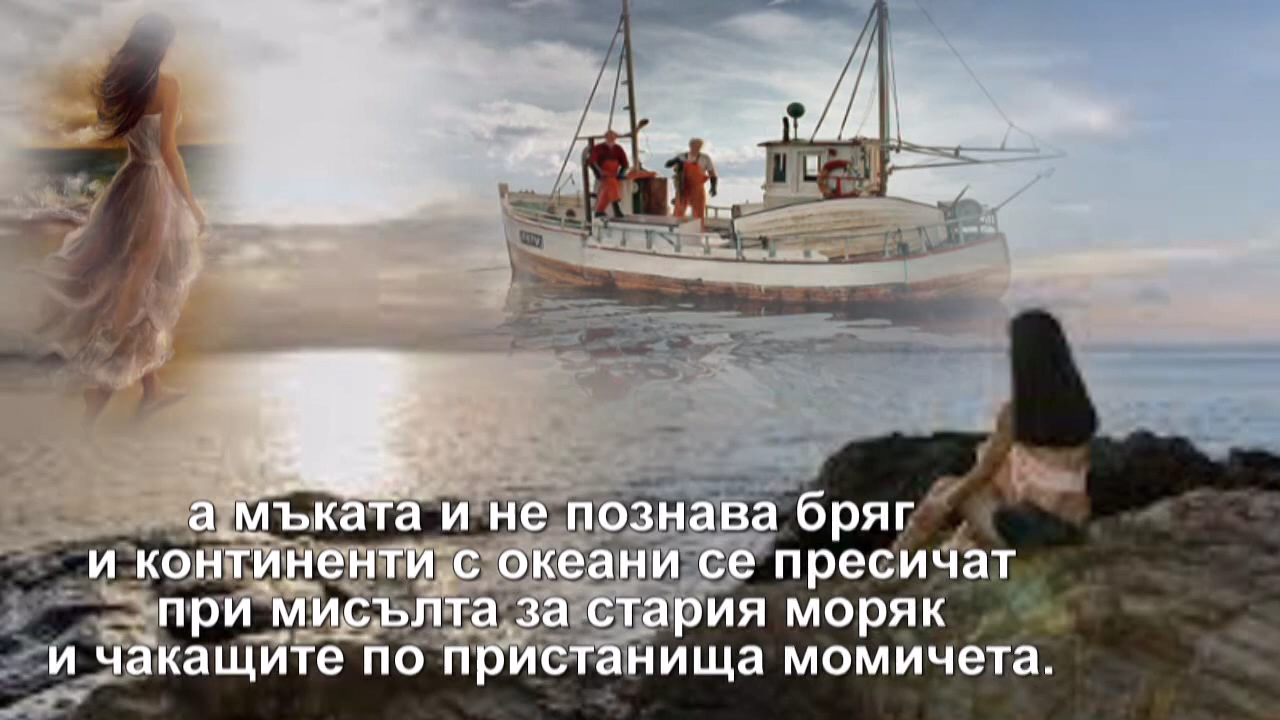 а мъката и не познава бряг
и континенти с океани се пресичат
при мисълта за стария моряк
и чакащите по пристанища момичета.